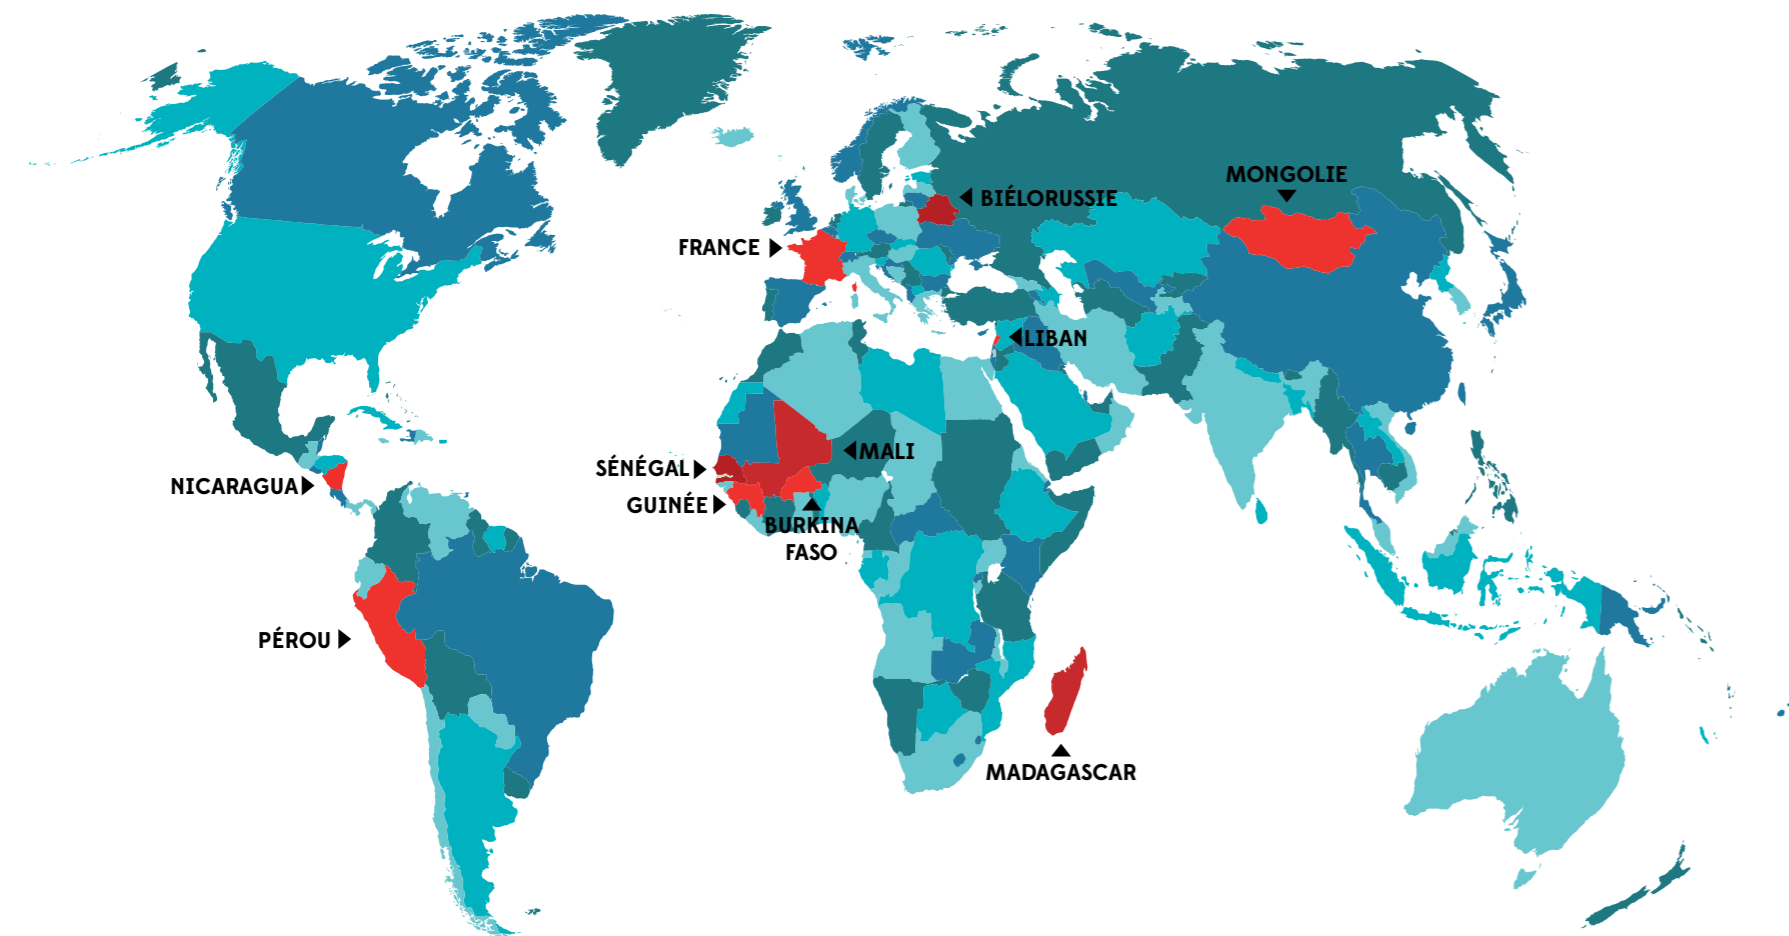 MONGOLIE
BIÉLORUSSIE
FRANCE
LIBAN
MALI
SÉNÉGAL
NICARAGUA
GUINÉE
BURKINA
FASO
PÉROU
MADAGASCAR